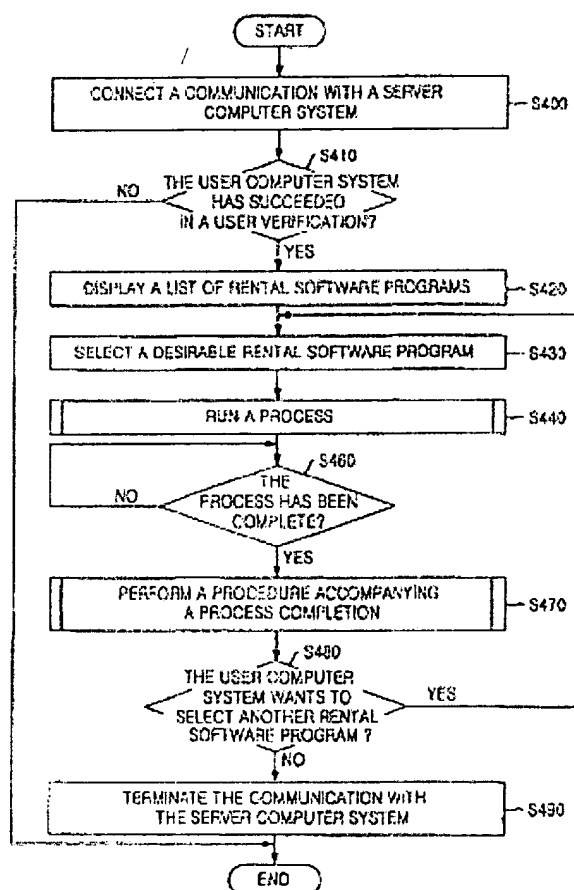 START
CONNECT A COMMUNICATION WITH A SERVER
COMPUTER SYSTEM
S400
S410
THE USER COMPUTER SYSTEM
HAS SUCCEEDED
IN A USER VERIFICATION?
NO
YES
DISPLAY A LIST OF RENTAL SOFTWARE PROGRAMS
S420
SELECT A DESIRABLE RENTAL SOFTWARE PROGRAM
S430
RUN A PROCESS
S440
S460
THE
PROCESS HAS BEEN
COMPLETE?
NO
YES
PERFORM A PROCEDURE ACCOMPANYING
A PROCESS COMPLETION
S470
S480
THE USER COMPUTER
SYSTEM WANTS TO
SELECT ANOTHER RENTAL
SOFTWARE PROGRAM ?
YES
NO
TERMINATE THE COMMUNICATION WITH
THE SERVER COMPUTER SYSTEM
S490
END